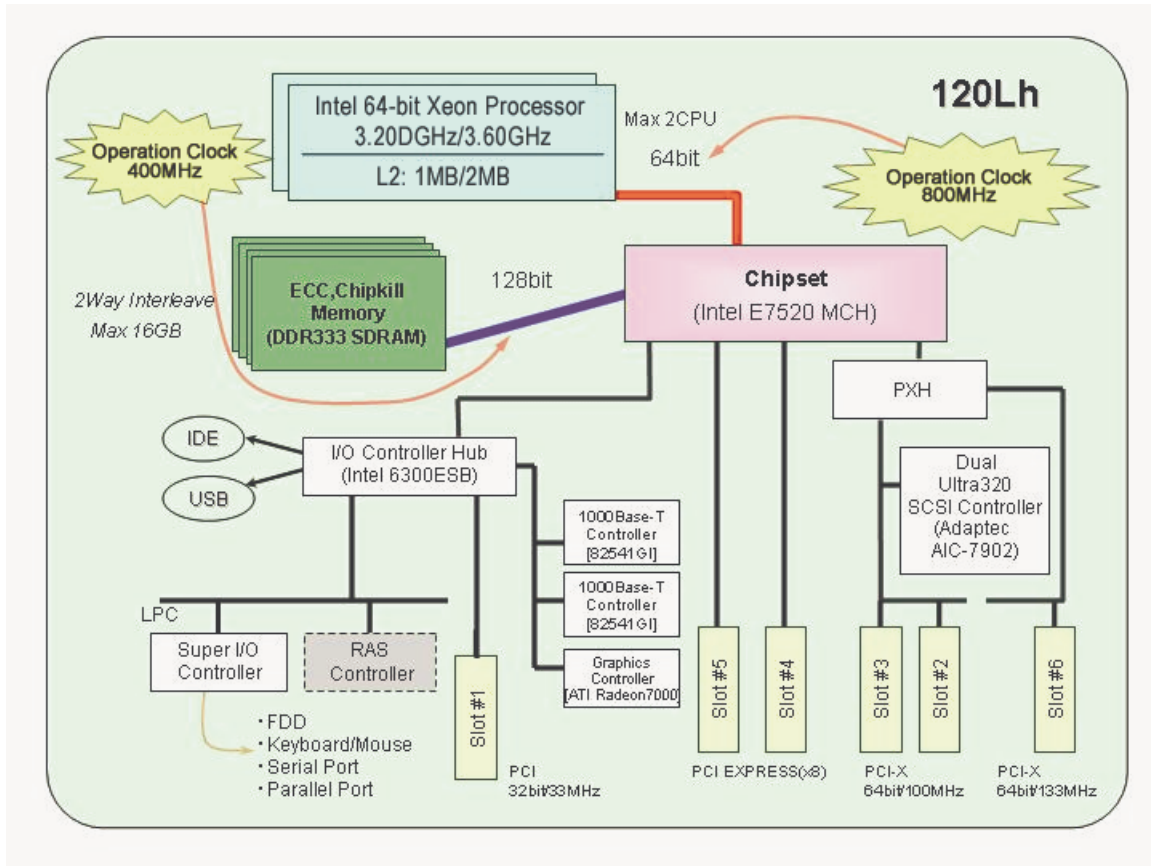 120Lh
Intel 64-bit Xeon Processor
3.20DGHz/3.60GHz
L2: 1MB/2MB
Max 2CPU
64bit
Operation Clock
400MHz
Operation Clock
800MHz
2Way Interleave
Max 16GB
ECC,Chipkill
Memory
(DDR333 SDRAM)
128bit
Chipset
(Intel E7520 MCH)
PXH
IDE
USB
I/O Controller Hub
(Intel 6300ESB)
Dual
Ultra320
SCSI Controller
(Adaptec
AIC-7902)
1000Base-T
Controller
[82541GI]
1000Base-T
Controller
[82541GI]
Graphics
Controller
[ATI Radeon7000]
LPC
Super I/O
Controller
RAS
Controller
・FDD
・Keyboard/Mouse
・Serial Port
・Parallel Port
Slot #1
PCI
32bit/33MHz
Slot #5
Slot #4
PCI EXPRESS(x8)
Slot #3
Slot #2
PCI-X
64bit/100MHz
Slot #6
PCI-X
64bit/133MHz